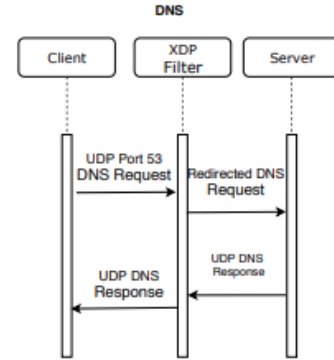 DNS
Client
XDP
Filter
Server
UDP Port 53
DNS Request
Redirected DNS
Request
UDP DNS
Response
UDP DNS
Response